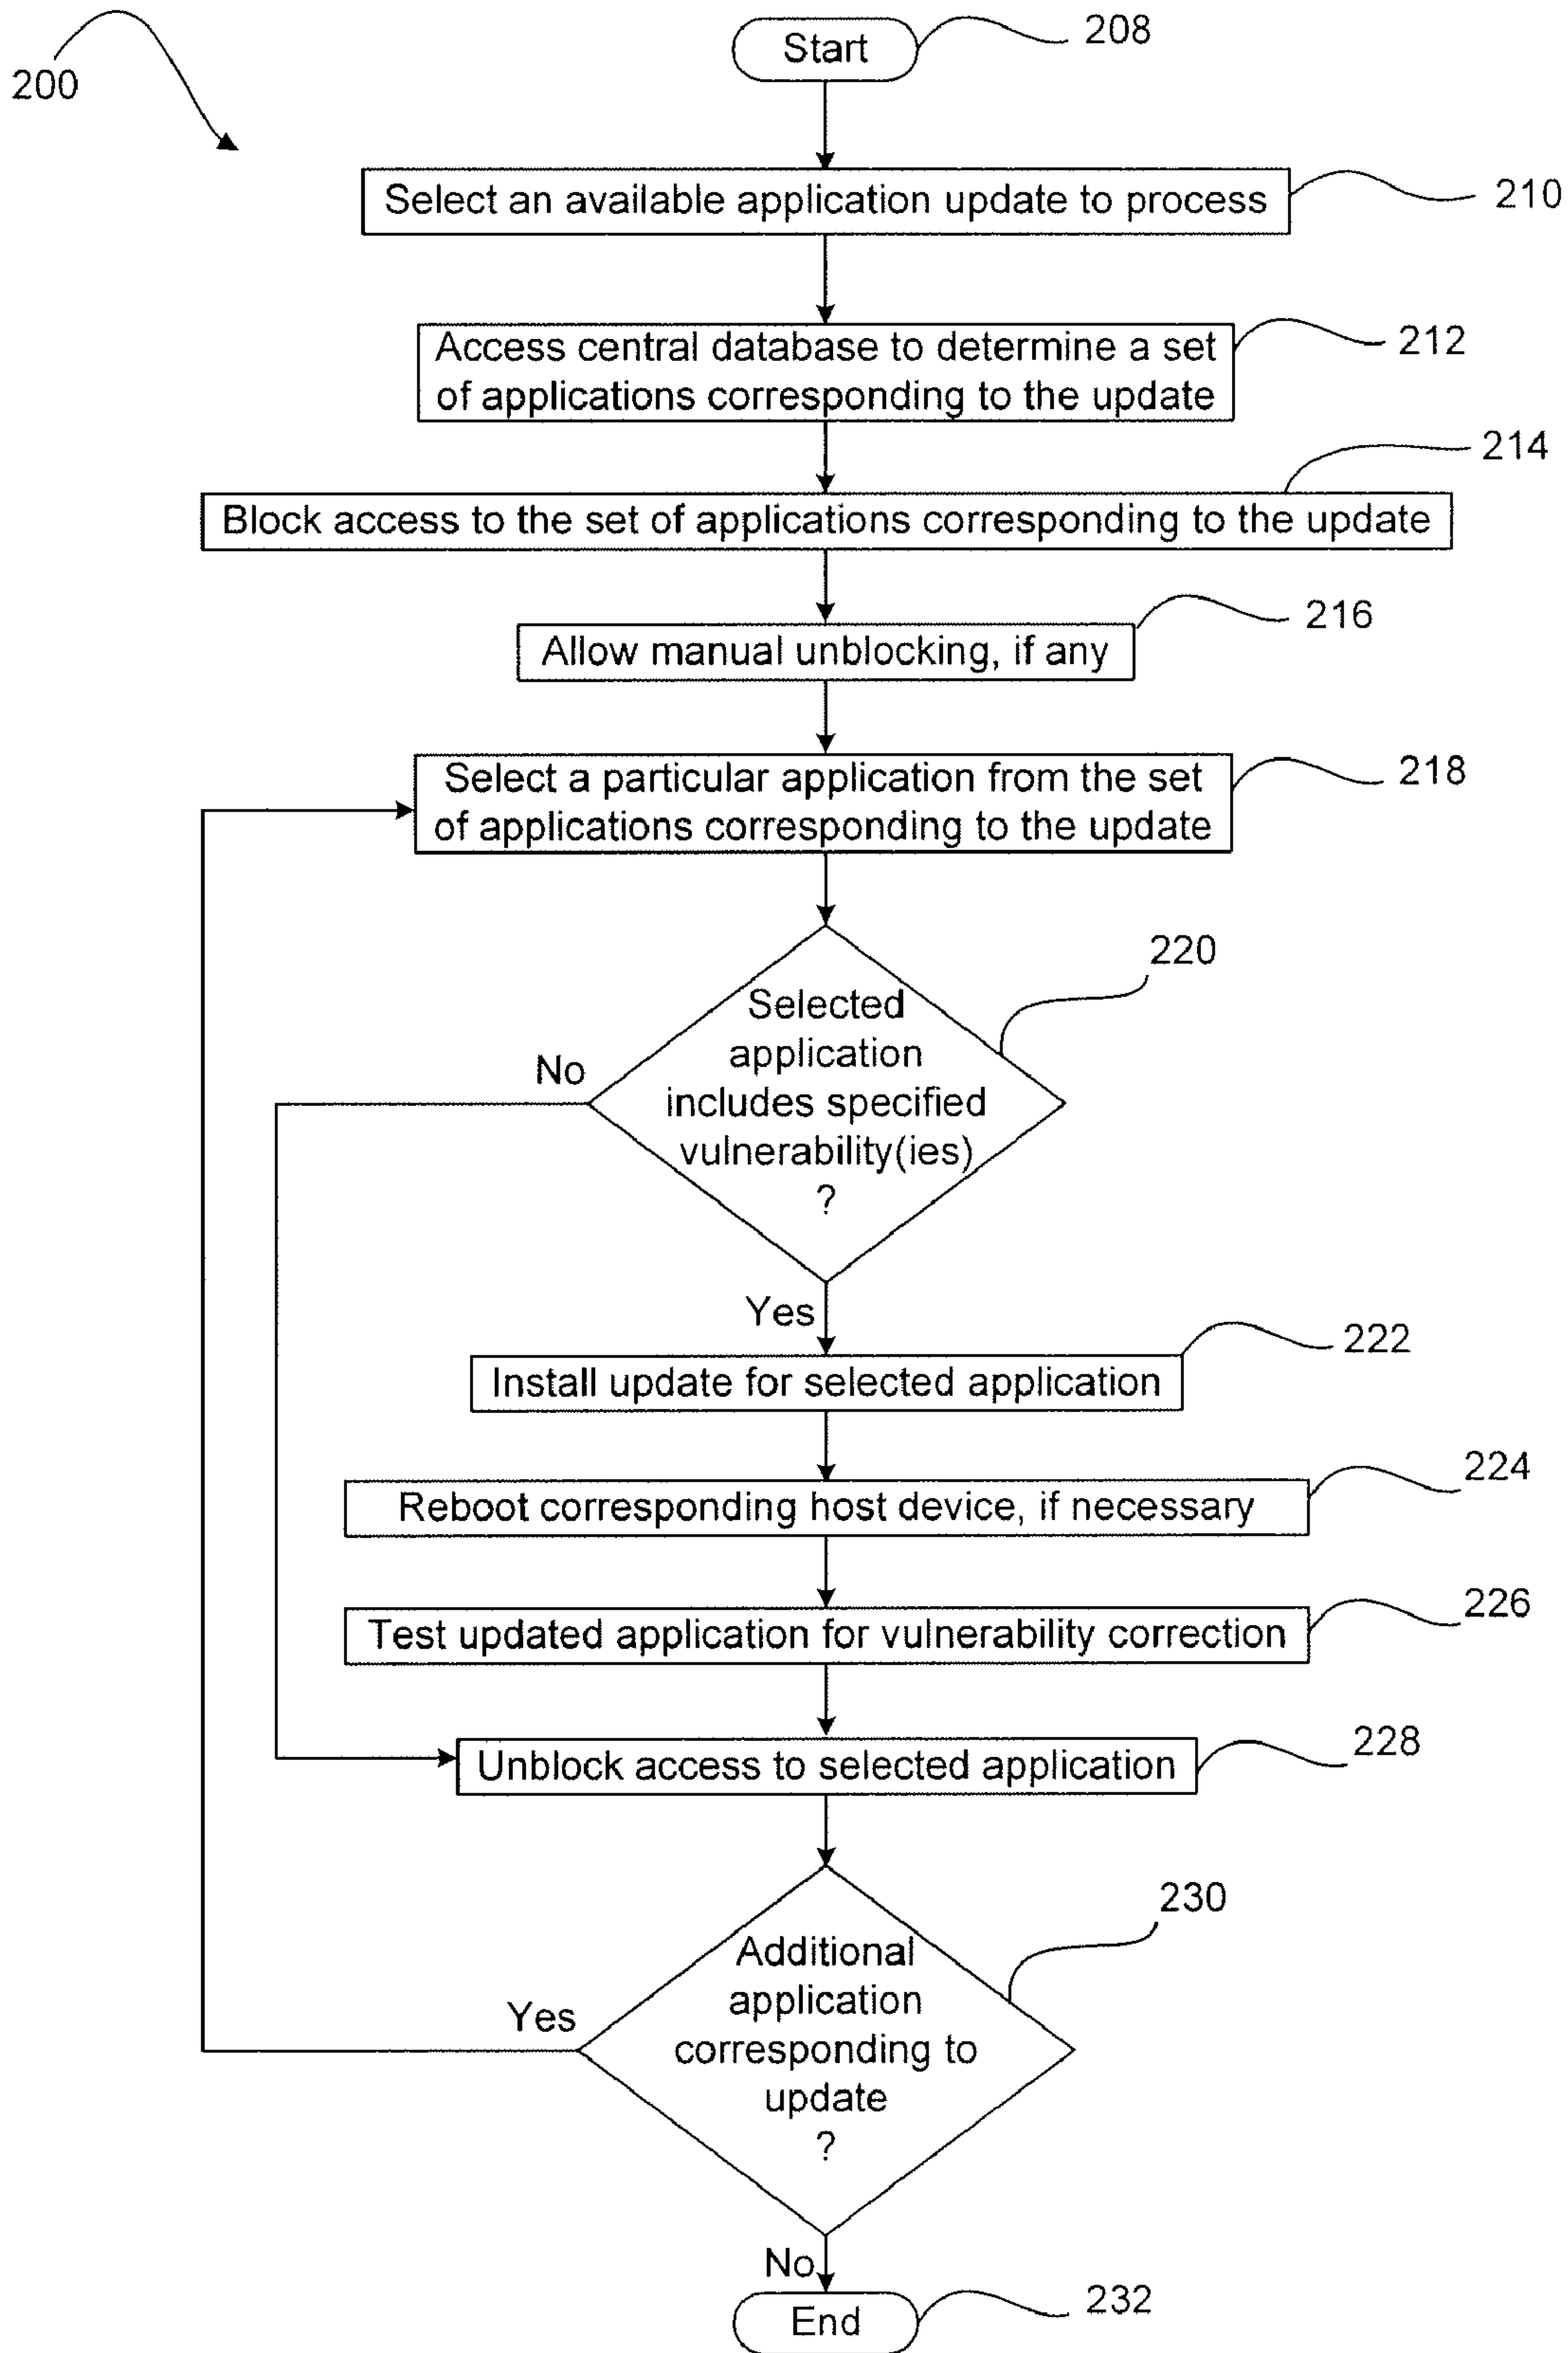 Start
208
200
Select an available application update to process
210
Access central database to determine a set
of applications corresponding to the update
212
214
Block access to the set of applications corresponding to the update
216
Allow manual unblocking, if any
Select a particular application from the set
of applications corresponding to the update
218
220
Selected
application
includes specified
vulnerability(ies)
?
No
Yes
222
Install update for selected application
224
Reboot corresponding host device, if necessary
226
Test updated application for vulnerability correction
228
Unblock access to selected application
230
Additional
application
corresponding to
update
?
Yes
No
End
232